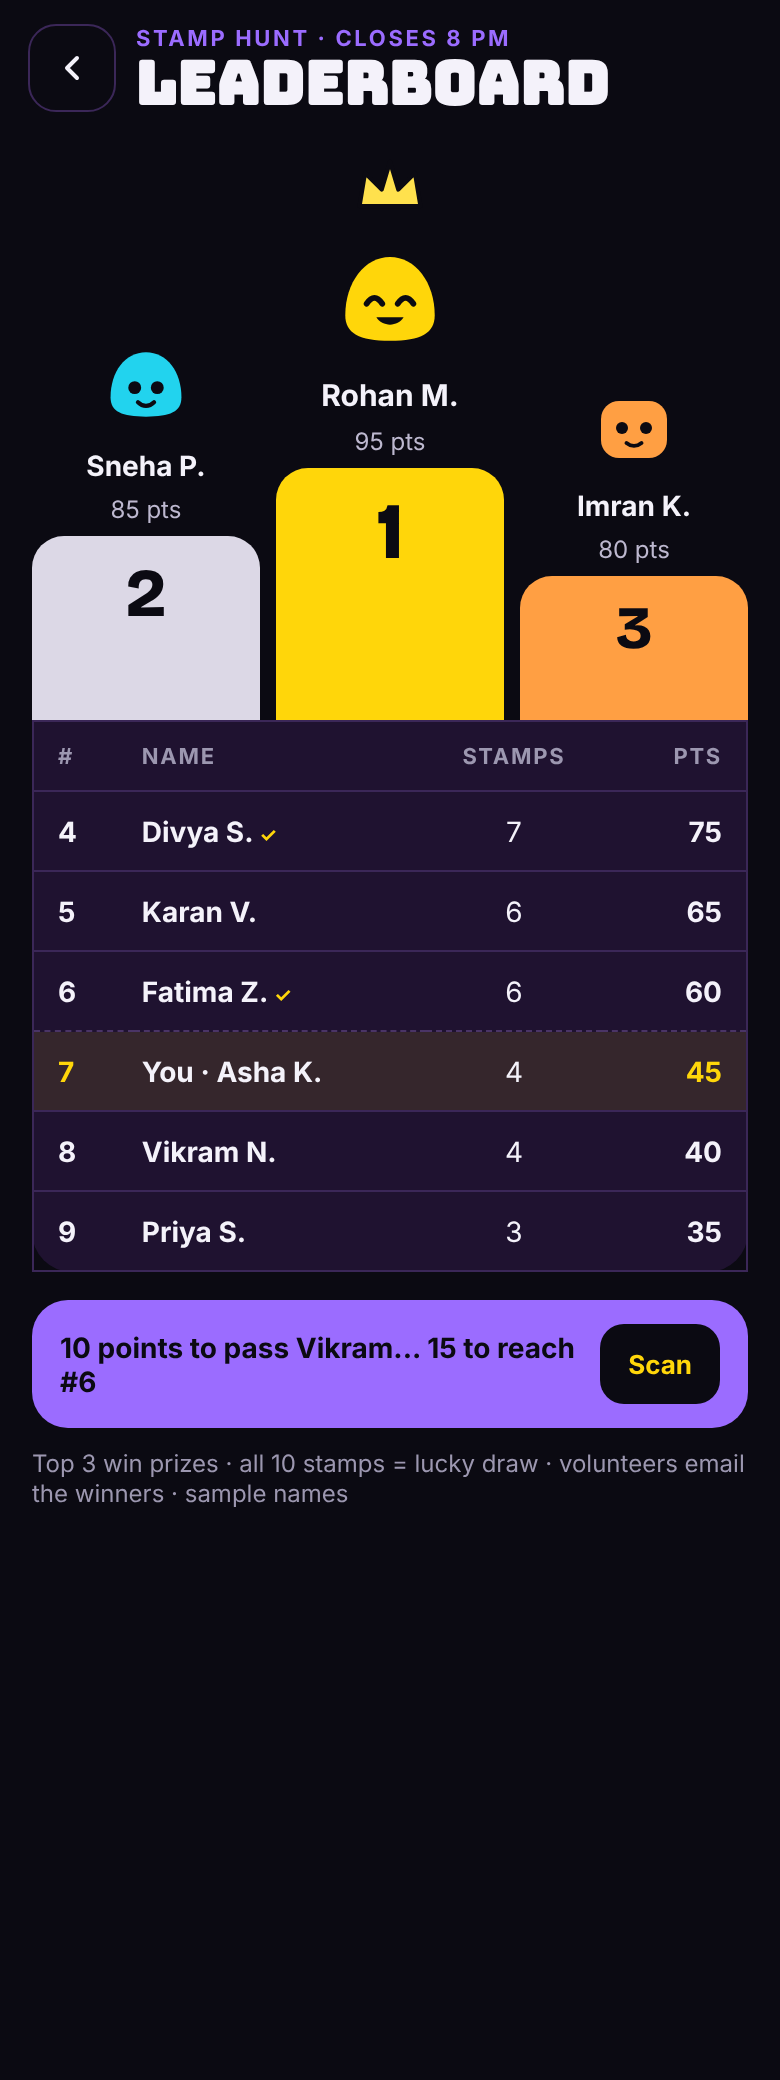 STAMP HUNT · CLOSES 8 PM
LEADERBOARD
Rohan M.
95 pts
Sneha P.
85 pts
Imran K.
80 pts
1
2
3
# NAME STAMPS PTS
4 Divya S. ✓ 7 75
5 Karan V. 6 65
6 Fatima Z. ✓ 6 60
7 You · Asha K. 4 45
8 Vikram N. 4 40
9 Priya S. 3 35
10 points to pass Vikram... 15 to reach
#6
Scan
Top 3 win prizes · all 10 stamps = lucky draw · volunteers email
the winners · sample names